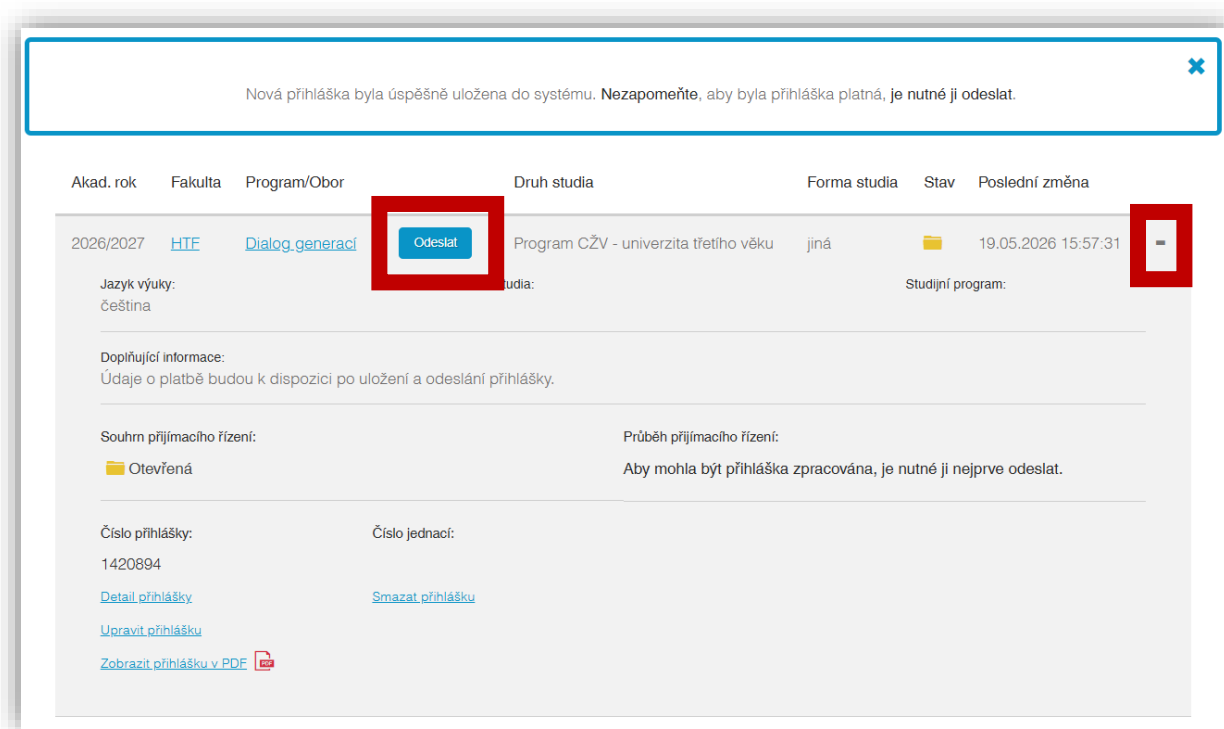 Nová přihláška byla úspěšně uložena do systému. Nezapomeňte, aby byla přihláška platná, je nutné ji odeslat.
Akad. rok Fakulta Program/Obor Druh studia Forma studia Stav Poslední změna
2026/2027 HTF Dialog generací Odeslat Program CŽV - univerzita třetího věku jiná 19.05.2026 15:57:31 -
Jazyk výuky: Studijní program:
čeština
Doplňující informace:
Údaje o platbě budou k dispozici po uložení a odeslání přihlášky.
Souhrn přijímacího řízení: Průběh přijímacího řízení:
Otevřená Aby mohla být přihláška zpracována, je nutné ji nejprve odeslat.
Číslo přihlášky: Číslo jednací:
1420894
Detail přihlášky Smazat přihlášku
Upravit přihlášku
Zobrazit přihlášku v PDF PDF